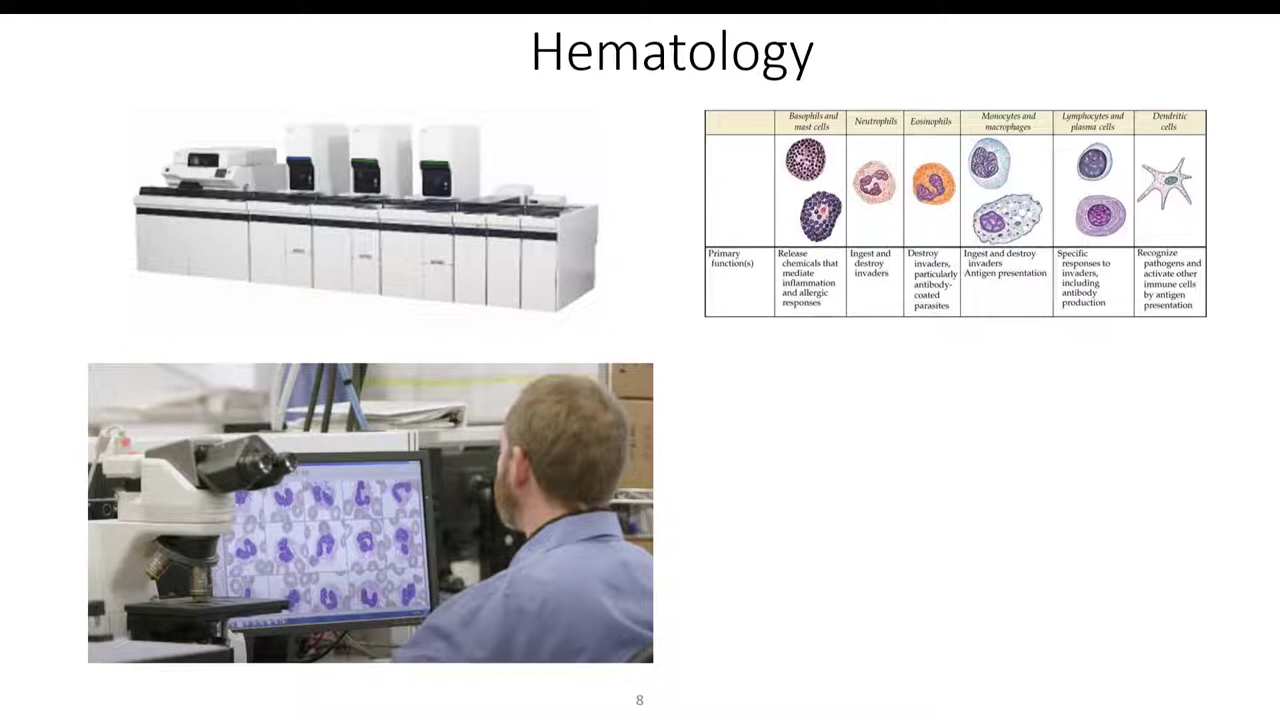 Hematology
Basophils and
mast cells
Neutrophils
Eosinophils
Monocytes and
macrophages
Lymphocytes and
plasma cells
Dendritic
cells
Primary
function(s)
Release
chemicals that
mediate
inflammation
and allergic
responses
Ingest and
destroy
invaders
Destroy
invaders,
particularly
antibody-
coated
parasites
Ingest and destroy
invaders
Antigen presentation
Specific
responses to
invaders,
including
antibody
production
Recognize
pathogens and
activate other
immune cells
by antigen
presentation
8